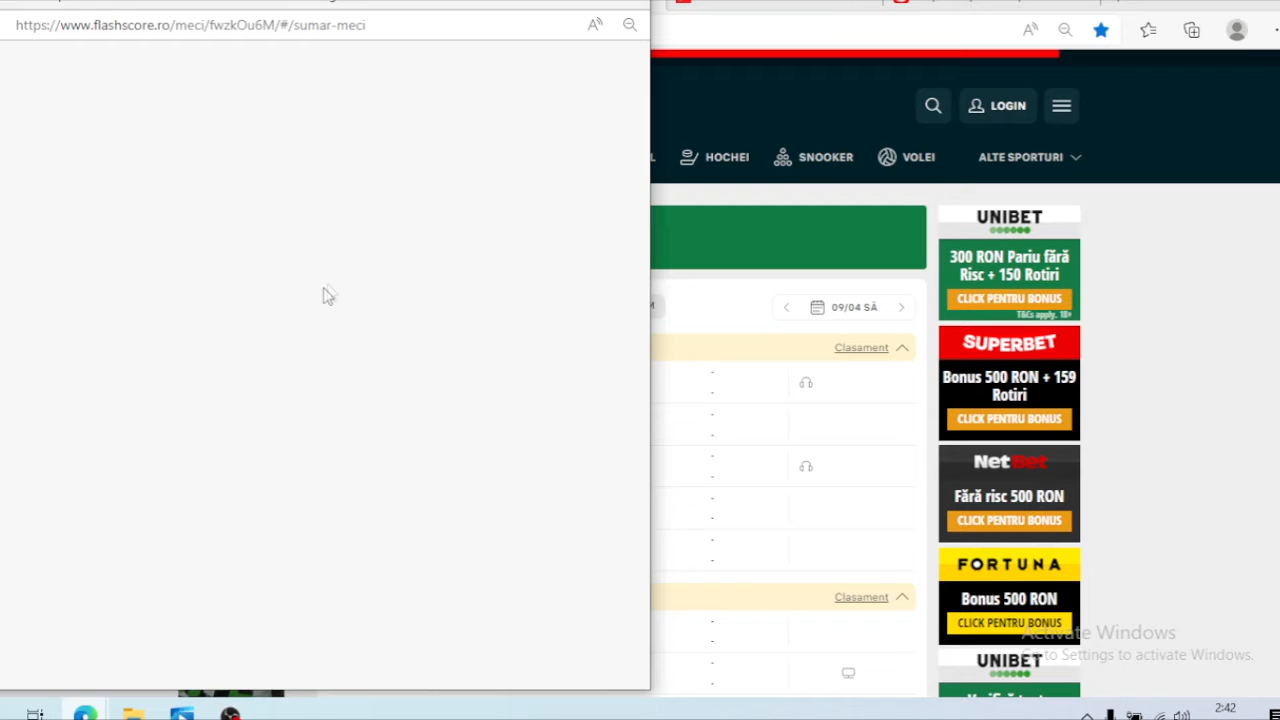 https://www.flashscore.ro/meci/fwzkOu6M/#/sumar-meci
LOGIN
HOCHEI
SNOOKER
VOLEI
ALTE SPORTURI
09/04 SÂ
Clasament
Clasament
UNIBET
300 RON Pariu fără
Risc + 150 Rotiri
CLICK PENTRU BONUS
T&Cs apply. 18+
SUPERBET
Bonus 500 RON + 159
Rotiri
CLICK PENTRU BONUS
NetBet
Fără risc 500 RON
CLICK PENTRU BONUS
FORTUNA
Bonus 500 RON
CLICK PENTRU BONUS
UNIBET
Activate Windows
Go to Settings to activate Windows.
2:42